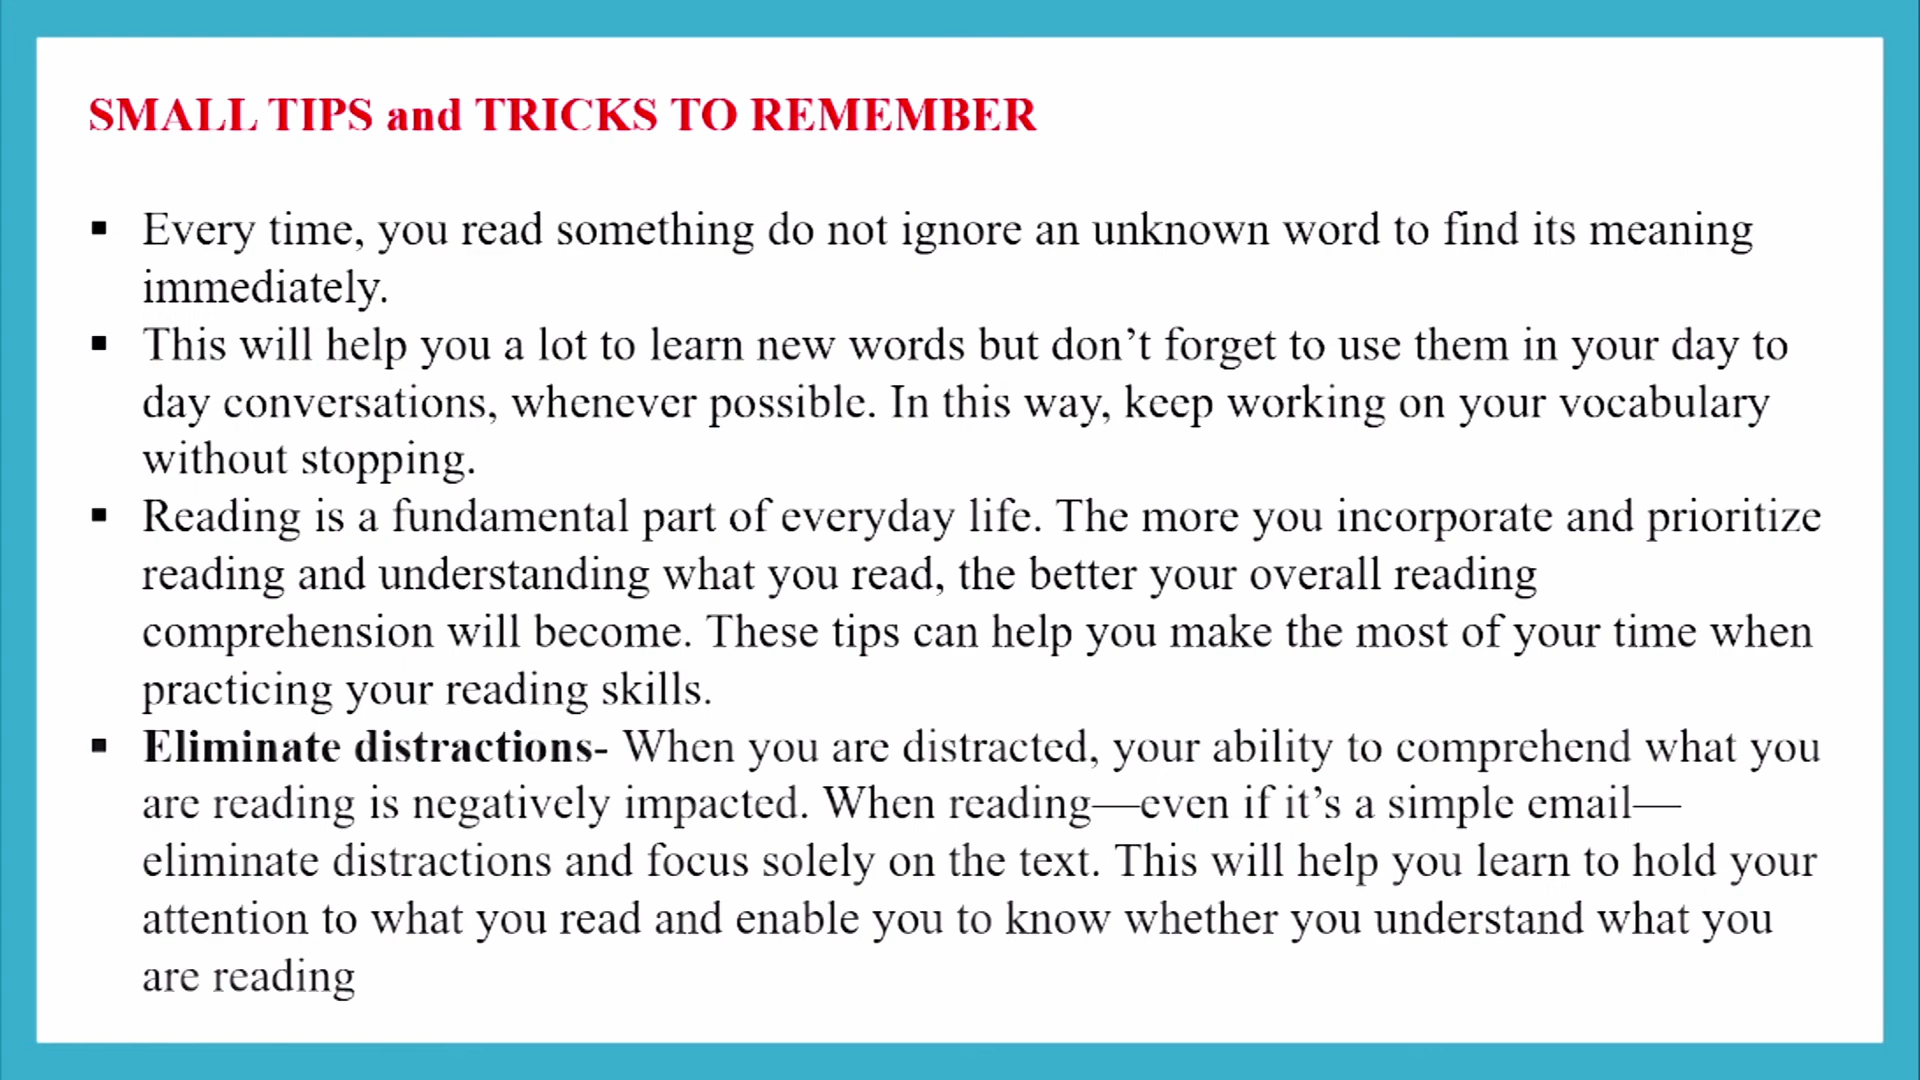 SMALL TIPS and TRICKS TO REMEMBER
▪ Every time, you read something do not ignore an unknown word to find its meaning
immediately.
▪ This will help you a lot to learn new words but don’t forget to use them in your day to
day conversations, whenever possible. In this way, keep working on your vocabulary
without stopping.
▪ Reading is a fundamental part of everyday life. The more you incorporate and prioritize
reading and understanding what you read, the better your overall reading
comprehension will become. These tips can help you make the most of your time when
practicing your reading skills.
▪ Eliminate distractions- When you are distracted, your ability to comprehend what you
are reading is negatively impacted. When reading—even if it’s a simple email—
eliminate distractions and focus solely on the text. This will help you learn to hold your
attention to what you read and enable you to know whether you understand what you
are reading